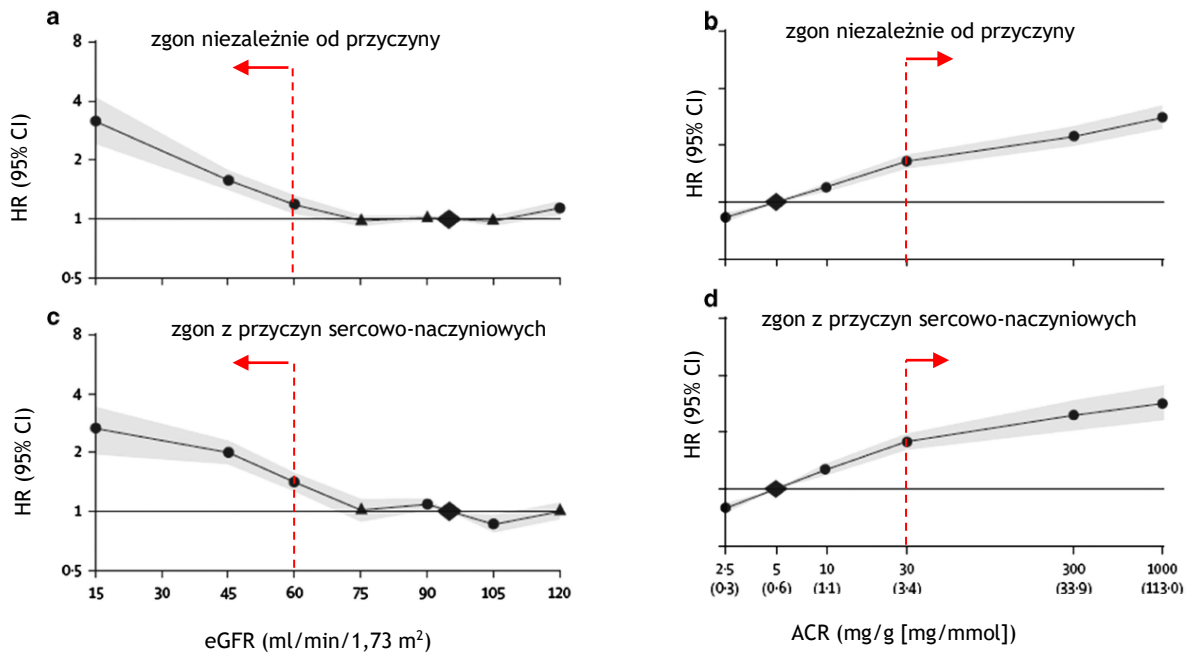 a
zgon niezależnie od przyczyny
8
4
2
1
0·5
HR (95% CI)
b
zgon niezależnie od przyczyny
HR (95% CI)
c
zgon z przyczyn sercowo-naczyniowych
8
4
2
1
0·5
HR (95% CI)
15 30 45 60 75 90 105 120
eGFR (ml/min/1,73 m²)
d
zgon z przyczyn sercowo-naczyniowych
HR (95% CI)
2·5 5 10 30 300 1000
(0·3) (0·6) (1·1) (3·4) (33·9) (113·0)
ACR (mg/g [mg/mmol])